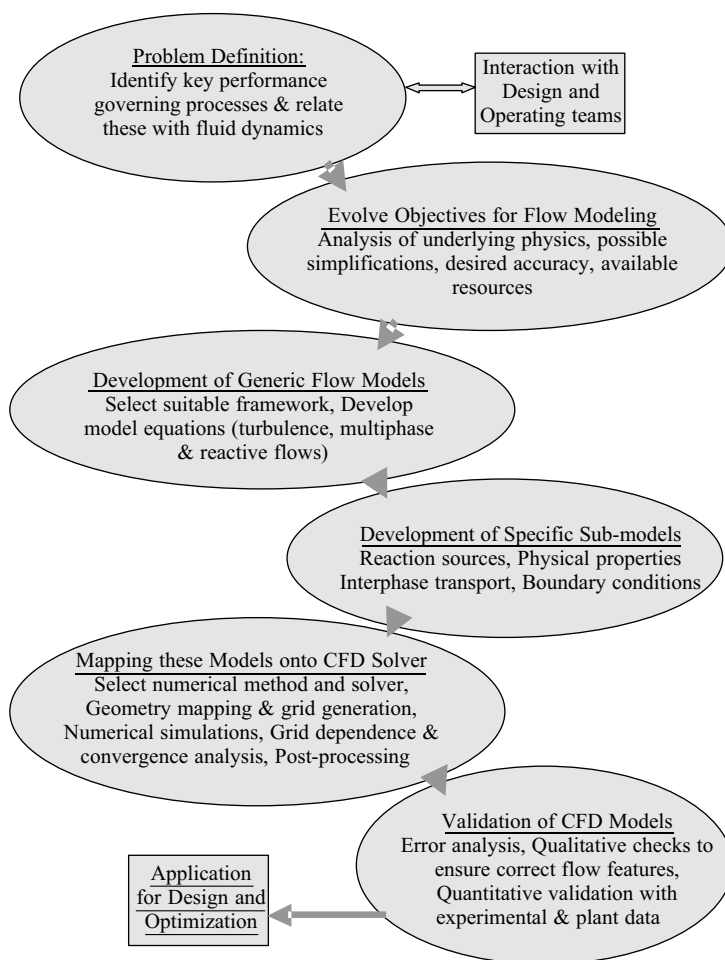 Problem Definition:
Identify key performance
governing processes & relate
these with fluid dynamics
Interaction with
Design and
Operating teams
Evolve Objectives for Flow Modeling
Analysis of underlying physics, possible
simplifications, desired accuracy, available
resources
Development of Generic Flow Models
Select suitable framework, Develop
model equations (turbulence, multiphase
& reactive flows)
Development of Specific Sub-models
Reaction sources, Physical properties
Interphase transport, Boundary conditions
Mapping these Models onto CFD Solver
Select numerical method and solver,
Geometry mapping & grid generation,
Numerical simulations, Grid dependence &
convergence analysis, Post-processing
Validation of CFD Models
Error analysis, Qualitative checks to
ensure correct flow features,
Quantitative validation with
experimental & plant data
Application
for Design and
Optimization